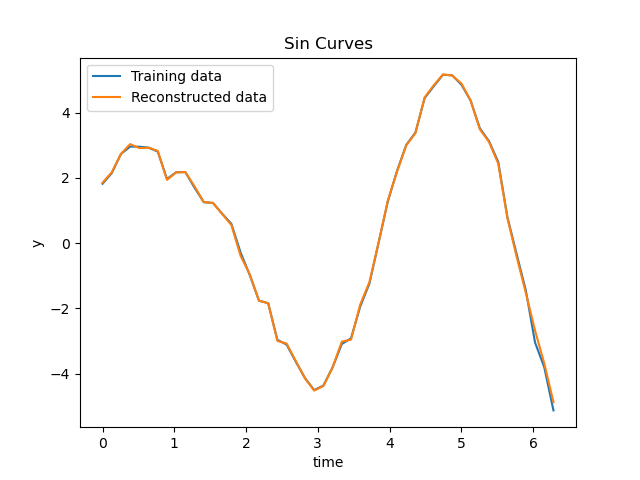 Sin Curves
Training data
Reconstructed data
y
4
2
0
−2
−4
0 1 2 3 4 5 6
time